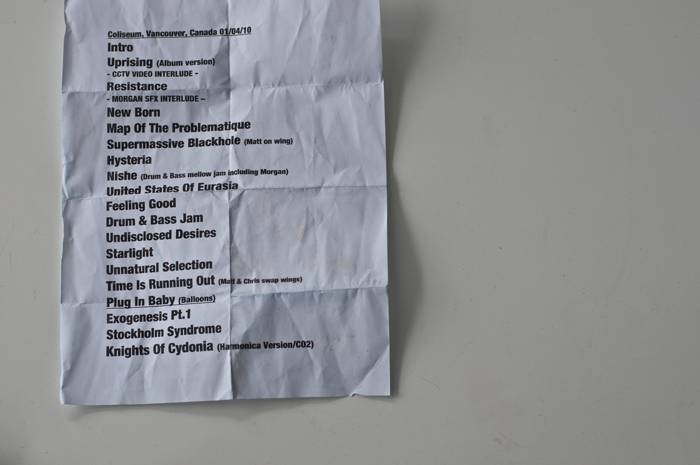 Coliseum, Vancouver, Canada 01/04/10
Intro
Uprising (Album version)
- CCTV VIDEO INTERLUDE -
Resistance
- MORGAN SFX INTERLUDE –
New Born
Map Of The Problematique
Supermassive Blackhole (Matt on wing)
Hysteria
Nishe (Drum & Bass mellow jam including Morgan)
United States Of Eurasia
Feeling Good
Drum & Bass Jam
Undisclosed Desires
Starlight
Unnatural Selection
Time Is Running Out (Matt & Chris swap wings)
Plug In Baby (Balloons)
Exogenesis Pt.1
Stockholm Syndrome
Knights Of Cydonia (Harmonica Version/CO2)